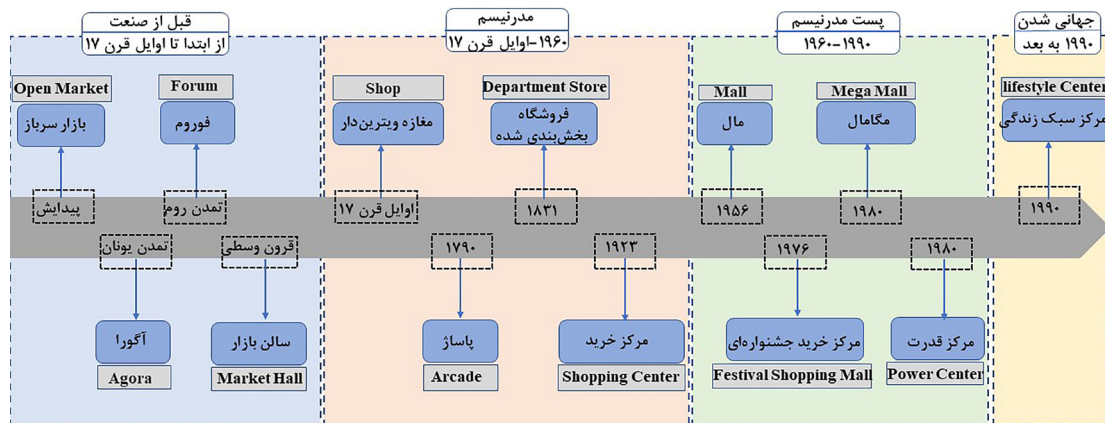 قبل از صنعت
از ابتدا تا اوایل قرن ۱۷
مدرنیسم
۱۹۶۰-اوایل قرن ۱۷
پست مدرنیسم
۱۹۶۰-۱۹۹۰
جهانی شدن
۱۹۹۰ به بعد
Open Market
Forum
Shop
Department Store
Mall
Mega Mall
lifestyle Center
بازار سرباز
فوروم
مغازه ویترین‌دار
فروشگاه
بخش‌بندی شده
مال
مگامال
مرکز سبک زندگی
پیدایش
تمدن روم
اوایل قرن ۱۷
۱۸۳۱
۱۹۵۶
۱۹۸۰
۱۹۹۰
تمدن یونان
قرون وسطی
۱۷۹۰
۱۹۲۳
۱۹۷۶
۱۹۸۰
آگورا
سالن بازار
پاساژ
مرکز خرید
مرکز خرید جشنواره‌ای
مرکز قدرت
Agora
Market Hall
Arcade
Shopping Center
Festival Shopping Mall
Power Center